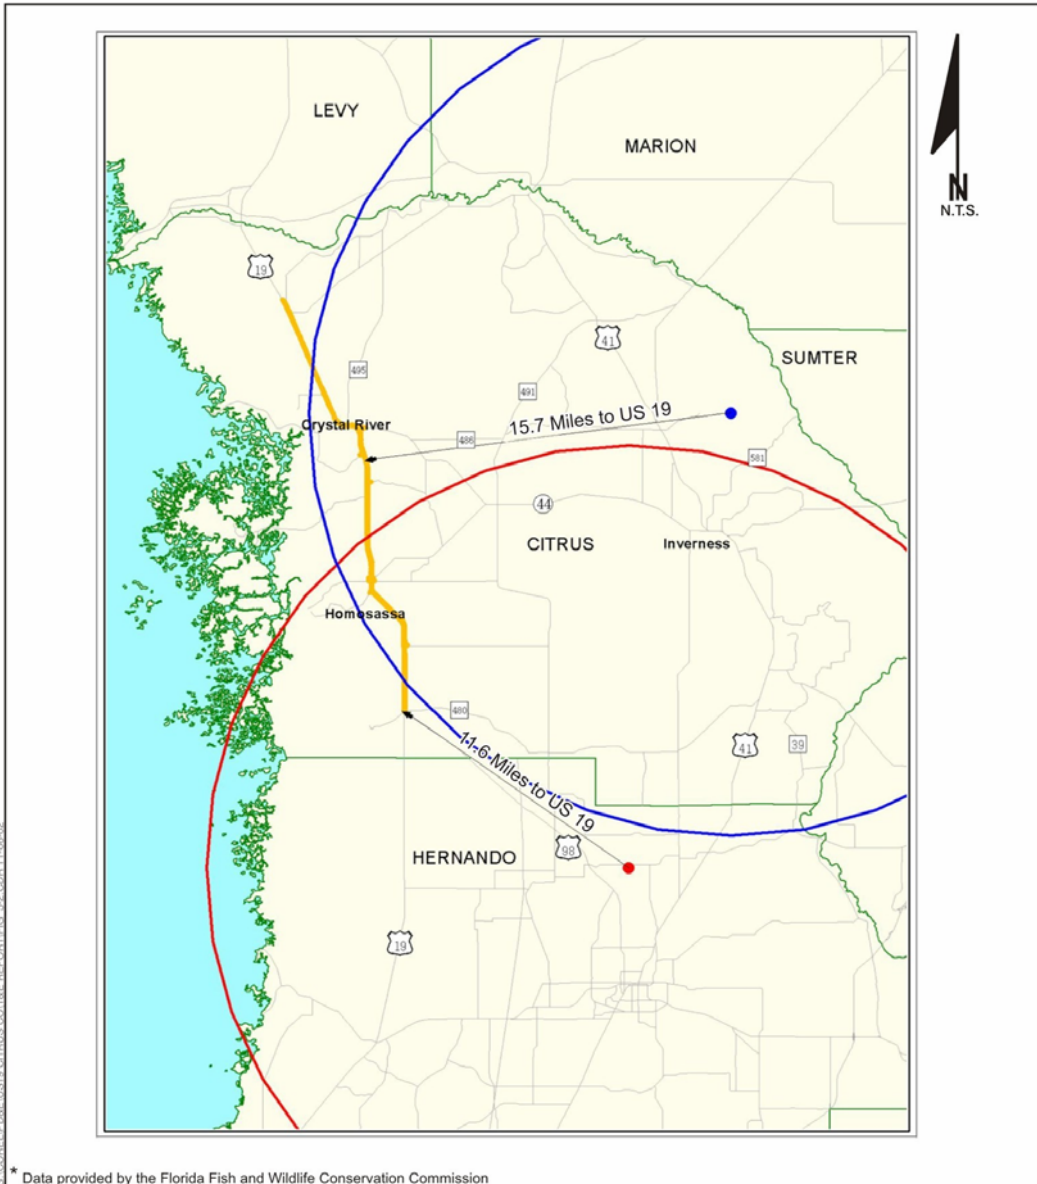 LEVY
MARION
N
N.T.S.
19
41
SUMTER
495
491
15.7 Miles to US 19
Crystal River
486
581
44
CITRUS
Inverness
Homosassa
480
41
39
11.6 Miles to US 19
98
HERNANDO
19
* Data provided by the Florida Fish and Wildlife Conservation Commission